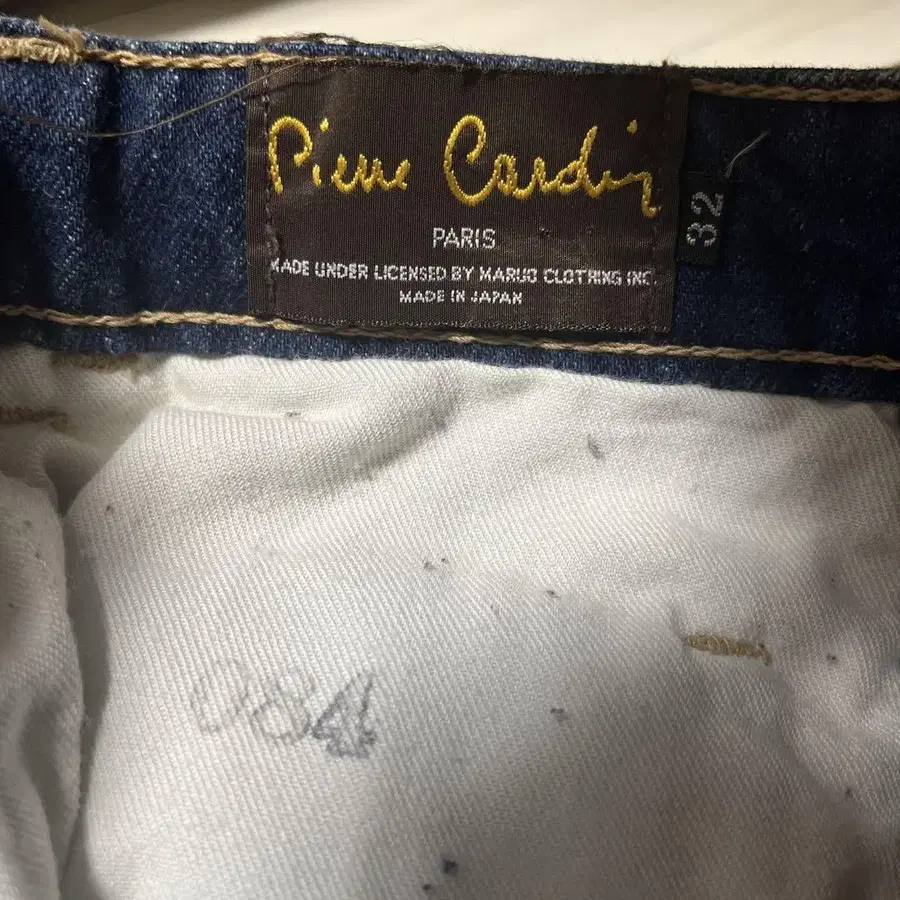 Pierre Cardin
PARIS
MADE UNDER LICENSED BY MARUO CLOTHING INC.
MADE IN JAPAN
32
084